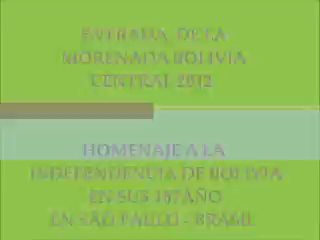 ENTRADA DE LA
MORENADA BOLIVIA
CENTRAL 2012
HOMENAJE A LA
INDEPENDENCIA DE BOLIVIA
EN SUS 187 AÑO
EN SÃO PAULO - BRASIL